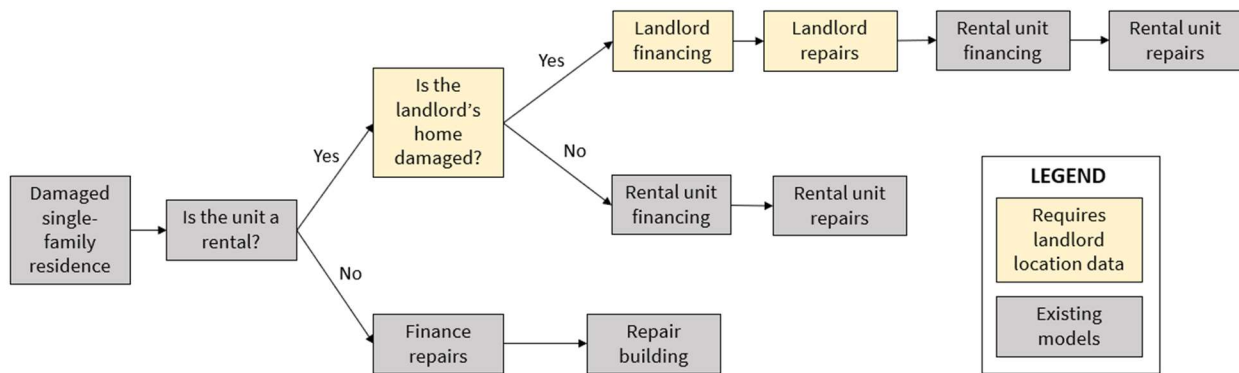 Damaged
single-
family
residence
Is the unit a
rental?
Yes
No
Is the
landlord's
home
damaged?
Yes
No
Landlord
financing
Landlord
repairs
Rental unit
financing
Rental unit
repairs
Rental unit
financing
Rental unit
repairs
Finance
repairs
Repair
building
LEGEND
Requires
landlord
location data
Existing
models